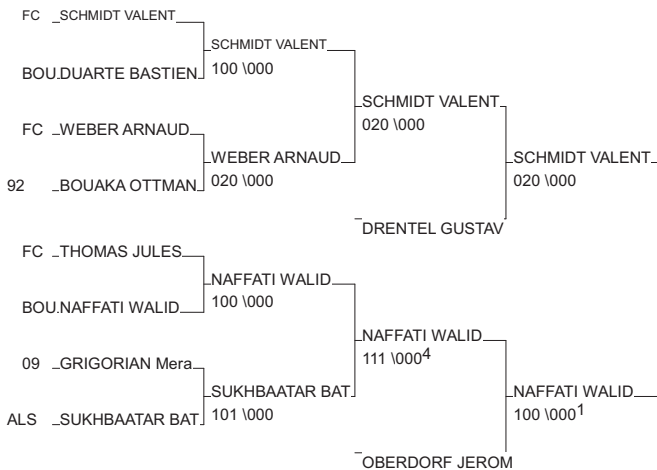 FC SCHMIDT VALENT
SCHMIDT VALENT
100 \000
BOU DUARTE BASTIEN
SCHMIDT VALENT
020 \000
FC WEBER ARNAUD
WEBER ARNAUD
020 \000
SCHMIDT VALENT
020 \000
92 BOUAKA OTTMAN
DRENTEL GUSTAV
FC THOMAS JULES
NAFFATI WALID
100 \000
BOU NAFFATI WALID
NAFFATI WALID
111 \000⁴
09 GRIGORIAN Mera
SUKHBAATAR BAT
101 \000
NAFFATI WALID
100 \000¹
ALS SUKHBAATAR BAT
OBERDORF JEROM